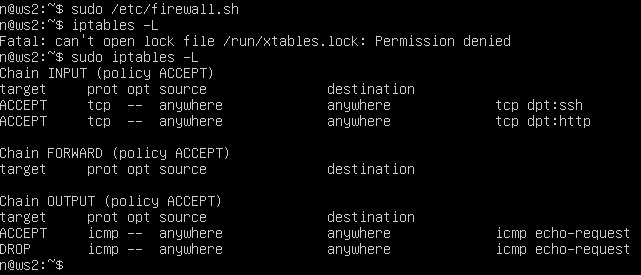 n@ws2:~$ sudo /etc/firewall.sh
n@ws2:~$ iptables -L
Fatal: can't open lock file /run/xtables.lock: Permission denied
n@ws2:~$ sudo iptables -L
Chain INPUT (policy ACCEPT)
target     prot opt source               destination
ACCEPT     tcp  --  anywhere             anywhere             tcp dpt:ssh
ACCEPT     tcp  --  anywhere             anywhere             tcp dpt:http
Chain FORWARD (policy ACCEPT)
target     prot opt source               destination
Chain OUTPUT (policy ACCEPT)
target     prot opt source               destination
ACCEPT     icmp --  anywhere             anywhere             icmp echo-request
DROP       icmp --  anywhere             anywhere             icmp echo-request
n@ws2:~$